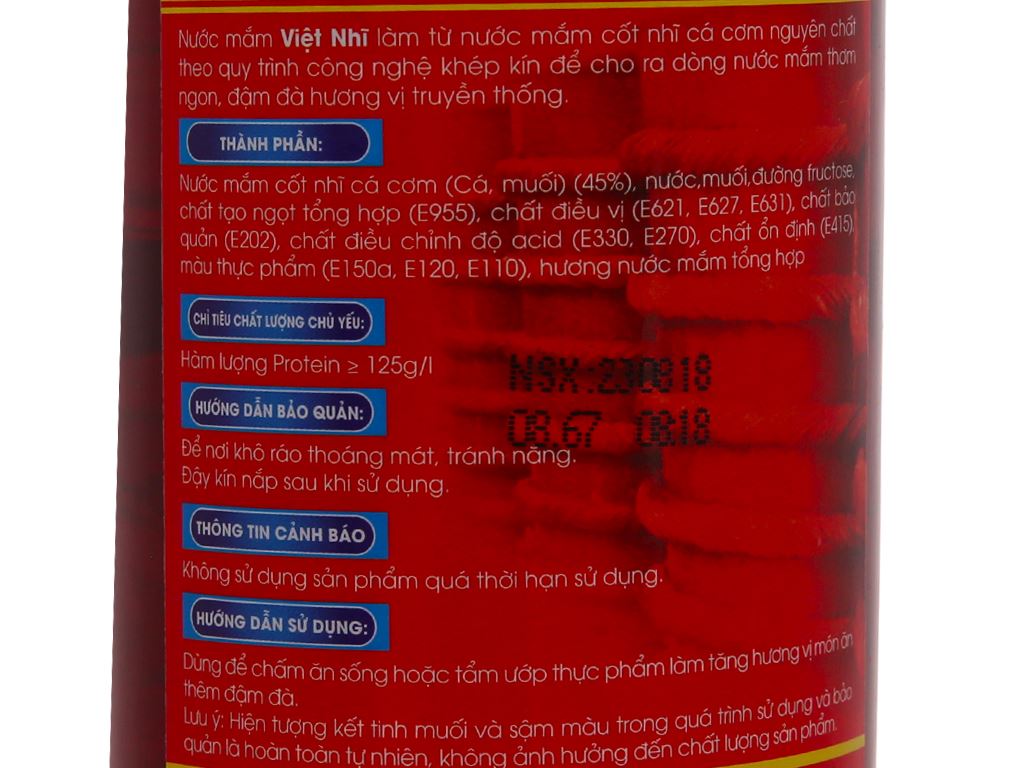 Nước mắm Việt Nhĩ làm từ nước mắm cốt nhĩ cá cơm nguyên chất
theo quy trình công nghệ khép kín để cho ra dòng nước mắm thơm
ngon, đậm đà hương vị truyền thống.
THÀNH PHẦN:
Nước mắm cốt nhĩ cá cơm (Cá, muối) (45%), nước,muối,đường fructose,
chất tạo ngọt tổng hợp (E955), chất điều vị (E621, E627, E631), chất bảo
quản (E202), chất điều chỉnh độ acid (E330, E270), chất ổn định (E415),
màu thực phẩm (E150a, E120, E110), hương nước mắm tổng hợp
CHỈ TIÊU CHẤT LƯỢNG CHỦ YẾU:
Hàm lượng Protein ≥ 125g/l
NSX:230818
08.67 08:18
HƯỚNG DẪN BẢO QUẢN:
Để nơi khô ráo thoáng mát, tránh nắng.
Đậy kín nắp sau khi sử dụng.
THÔNG TIN CẢNH BÁO
Không sử dụng sản phẩm quá thời hạn sử dụng.
HƯỚNG DẪN SỬ DỤNG:
Dùng để chấm ăn sống hoặc tẩm ướp thực phẩm làm tăng hương vị món ăn
thêm đậm đà.
Lưu ý: Hiện tượng kết tinh muối và sậm màu trong quá trình sử dụng và bảo
quản là hoàn toàn tự nhiên, không ảnh hưởng đến chất lượng sản phẩm.